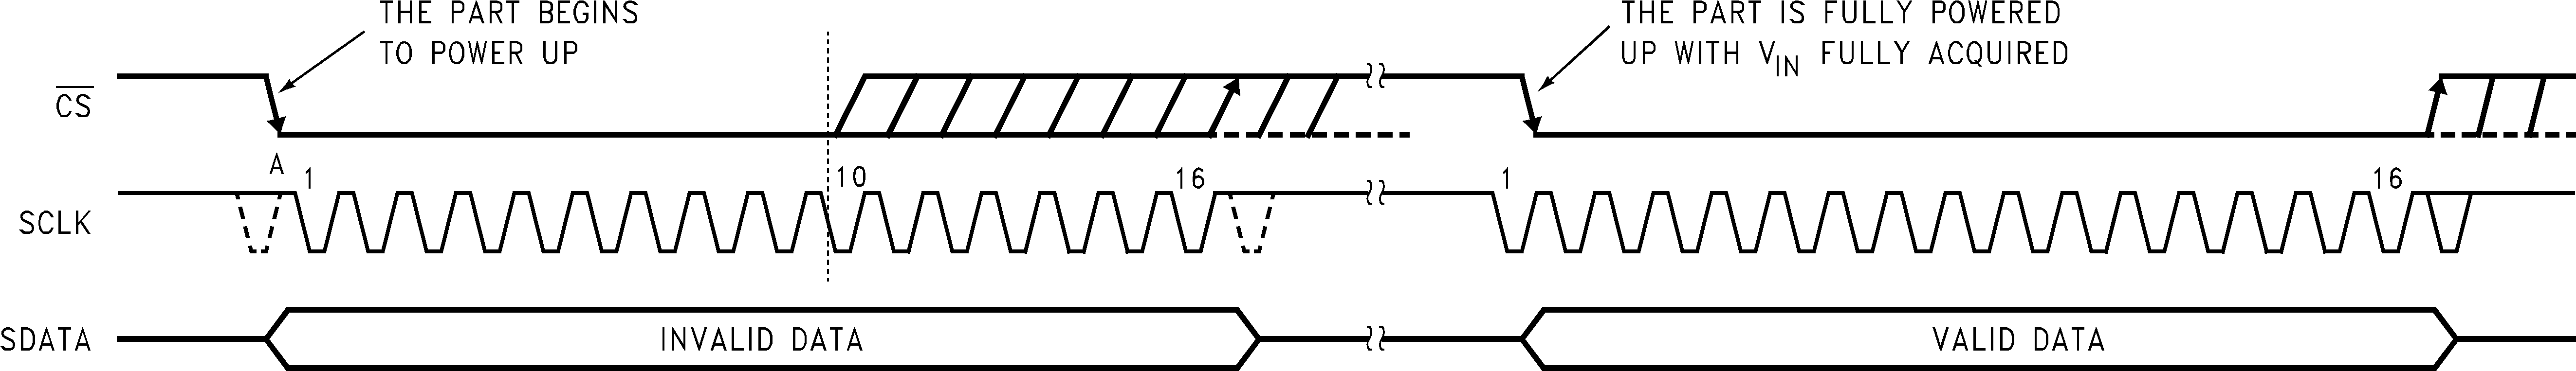 THE PART BEGINS
TO POWER UP
THE PART IS FULLY POWERED
UP WITH VIN FULLY ACQUIRED
CS
A
1
10
16
1
16
SCLK
SDATA
INVALID DATA
VALID DATA